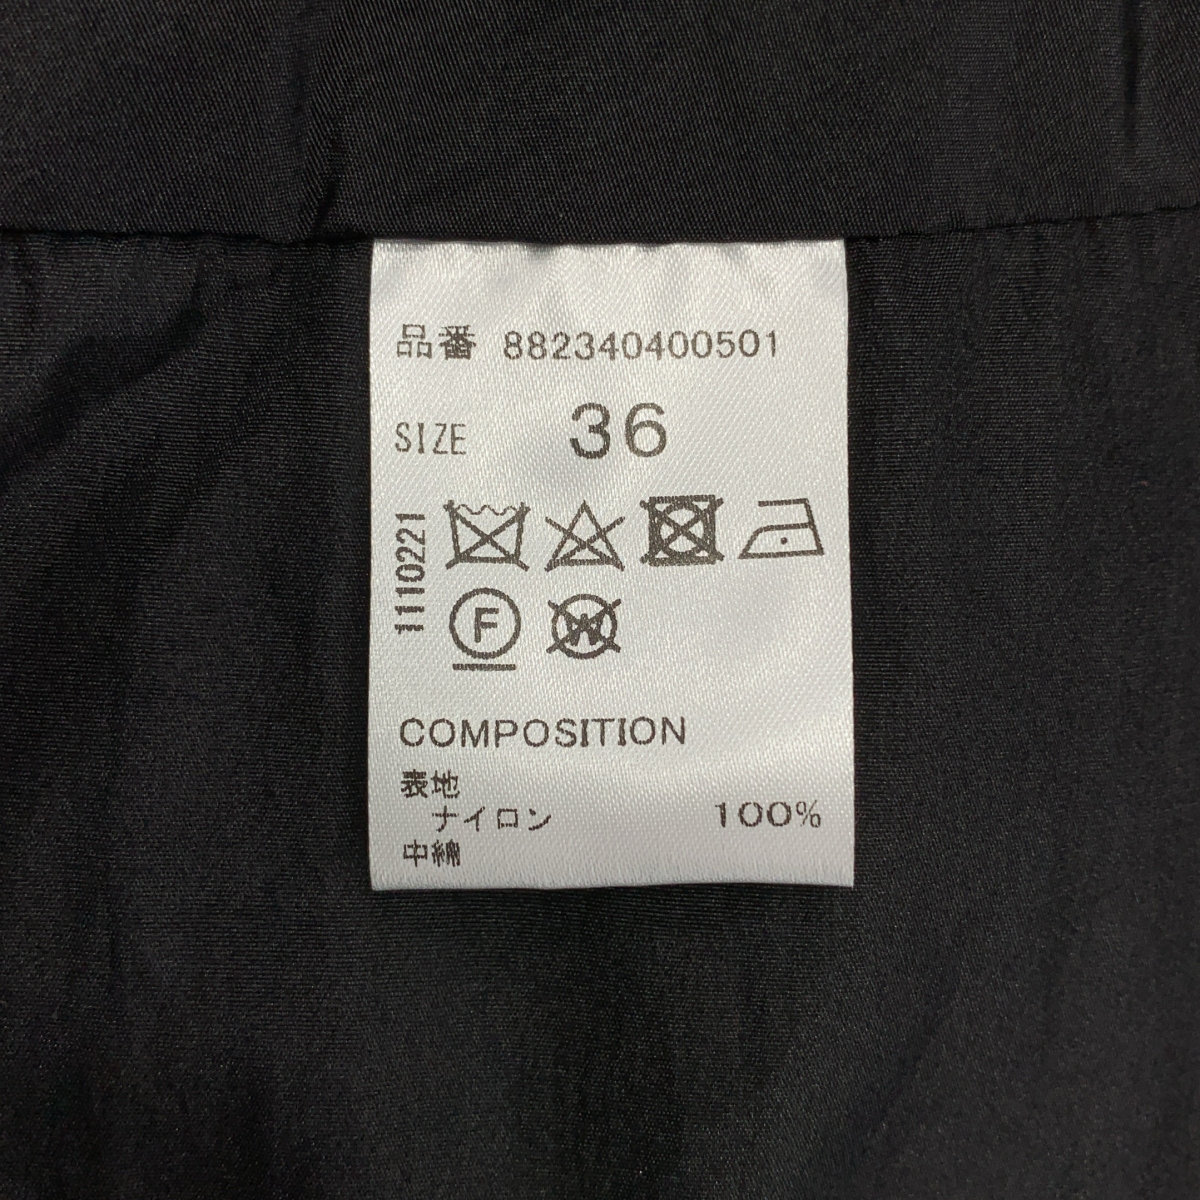 品番 882340400501
SIZE 36
1110221
F
W
COMPOSITION
表地
ナイロン 100%
中綿